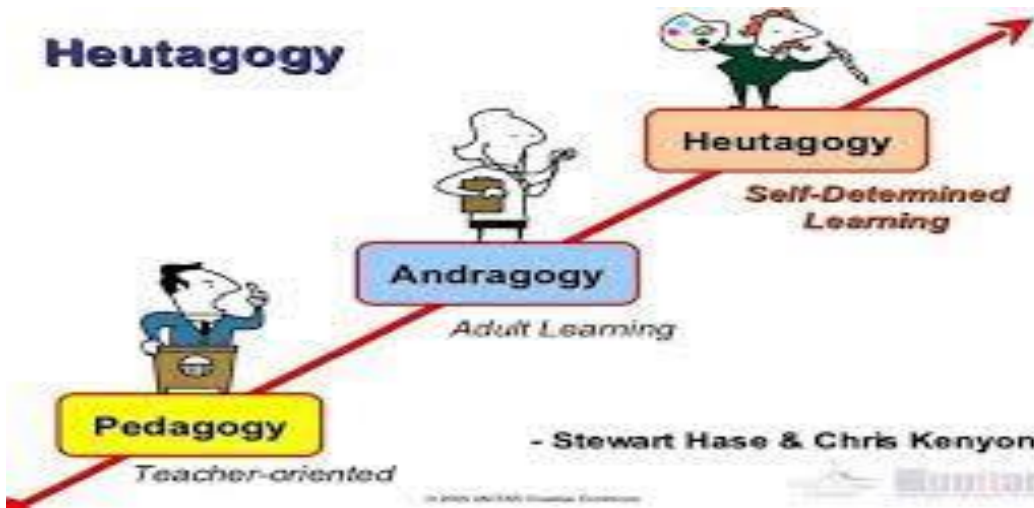 Heutagogy
Heutagogy
Self-Determined
Learning
Andragogy
Adult Learning
Pedagogy
Teacher-oriented
- Stewart Hase & Chris Kenyon